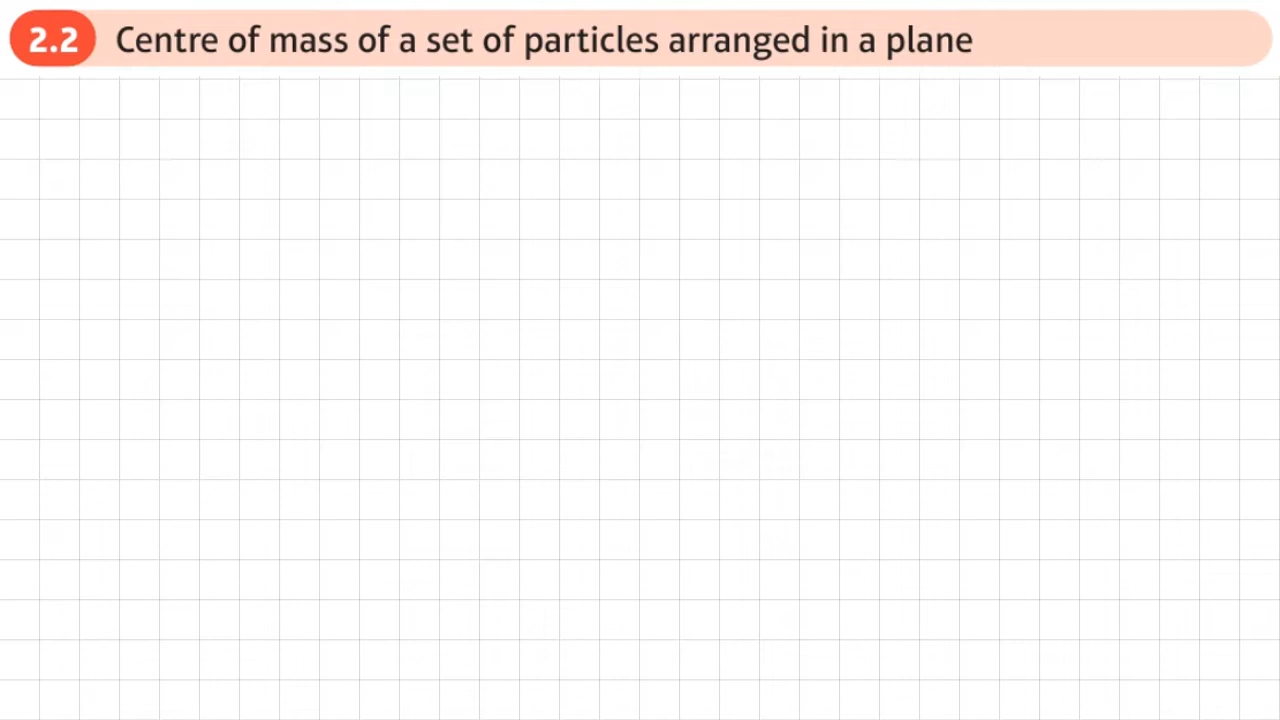 2.2 Centre of mass of a set of particles arranged in a plane